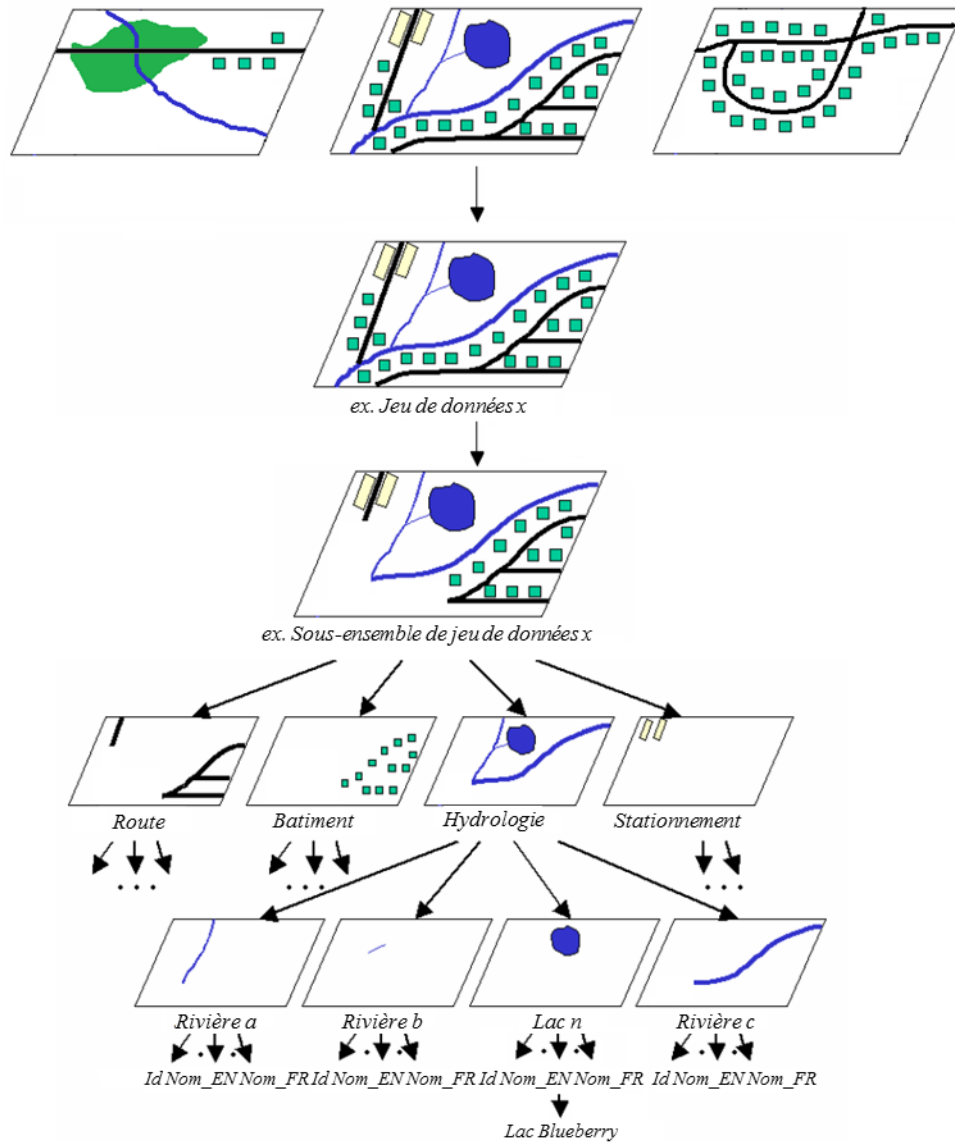 ex. Jeu de données x
ex. Sous-ensemble de jeu de données x
Route Batiment Hydrologie Stationnement
Rivière a Rivière b Lac n Rivière c
Id Nom_EN Nom_FR Id Nom_EN Nom_FR Id Nom_EN Nom_FR Id Nom_EN Nom_FR
Lac Blueberry